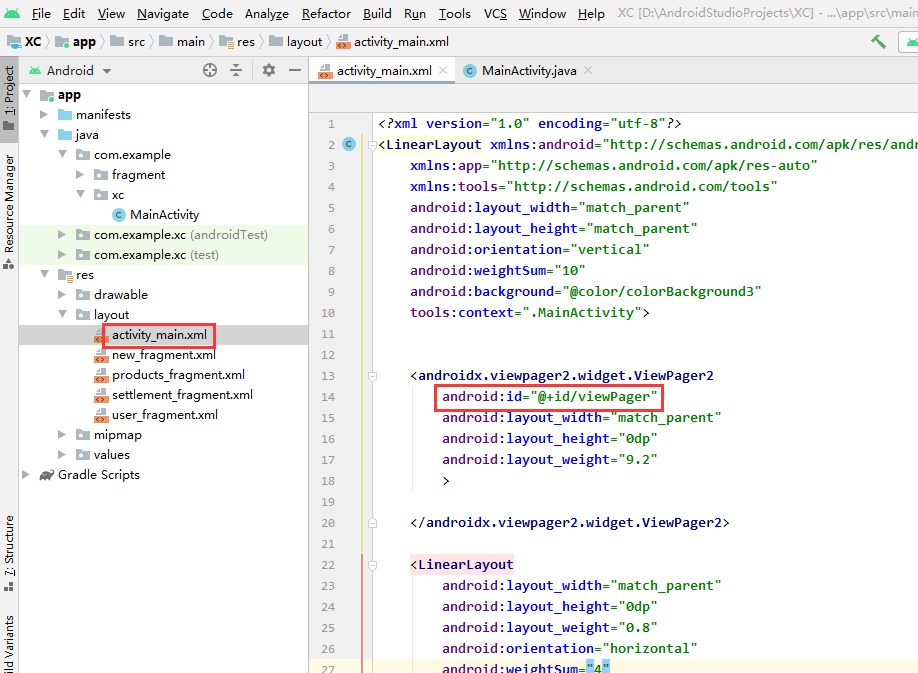 File Edit View Navigate Code Analyze Refactor Build Run Tools VCS Window Help XC [D:\AndroidStudioProjects\XC] - ...\app\src\main
XC app src main res layout activity_main.xml
1: Project
Resource Manager
7: Structure
ild Variants
Android
app
manifests
java
com.example
fragment
xc
MainActivity
com.example.xc (androidTest)
com.example.xc (test)
res
drawable
layout
activity_main.xml
new_fragment.xml
products_fragment.xml
settlement_fragment.xml
user_fragment.xml
mipmap
values
Gradle Scripts
activity_main.xml MainActivity.java
1 <?xml version="1.0" encoding="utf-8"?>
2 <LinearLayout xmlns:android="http://schemas.android.com/apk/res/andr
3 xmlns:app="http://schemas.android.com/apk/res-auto"
4 xmlns:tools="http://schemas.android.com/tools"
5 android:layout_width="match_parent"
6 android:layout_height="match_parent"
7 android:orientation="vertical"
8 android:weightSum="10"
9 android:background="@color/colorBackground3"
10 tools:context=".MainActivity">
11
12
13 <androidx.viewpager2.widget.ViewPager2
14 android:id="@+id/viewPager"
15 android:layout_width="match_parent"
16 android:layout_height="0dp"
17 android:layout_weight="9.2"
18 >
19
20 </androidx.viewpager2.widget.ViewPager2>
21
22 <LinearLayout
23 android:layout_width="match_parent"
24 android:layout_height="0dp"
25 android:layout_weight="0.8"
26 android:orientation="horizontal"
27 android:weightSum="4"